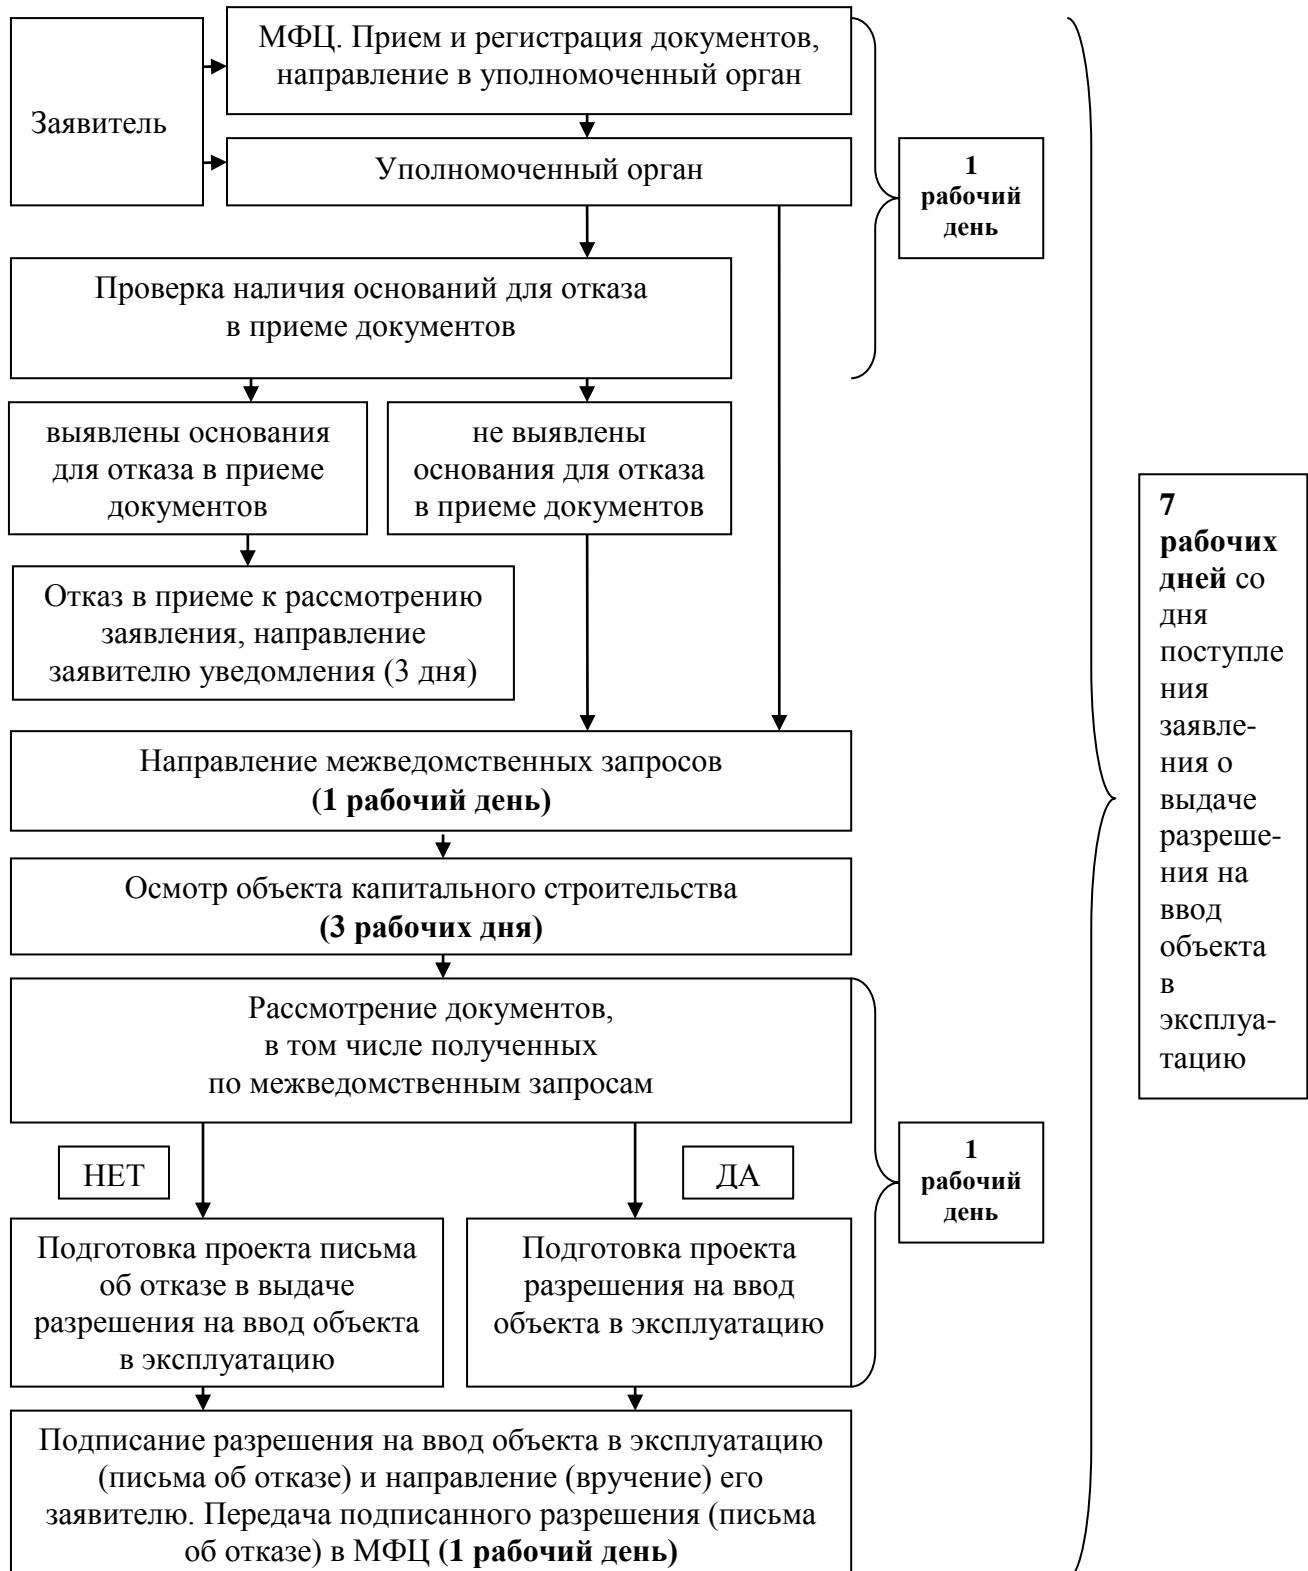 МФЦ. Прием и регистрация документов,
направление в уполномоченный орган
Заявитель
Уполномоченный орган
1
рабочий
день
Проверка наличия оснований для отказа
в приеме документов
выявлены основания
для отказа в приеме
документов
не выявлены
основания для отказа
в приеме документов
Отказ в приеме к рассмотрению
заявления, направление
заявителю уведомления (3 дня)
7
рабочих
дней со
дня
поступле
ния
заявле-
ния о
выдаче
разреше-
ния на
ввод
объекта
в
эксплуа-
тацию
Направление межведомственных запросов
(1 рабочий день)
Осмотр объекта капитального строительства
(3 рабочих дня)
Рассмотрение документов,
в том числе полученных
по межведомственным запросам
НЕТ
ДА
1
рабочий
день
Подготовка проекта письма
об отказе в выдаче
разрешения на ввод объекта
в эксплуатацию
Подготовка проекта
разрешения на ввод
объекта в эксплуатацию
Подписание разрешения на ввод объекта в эксплуатацию
(письма об отказе) и направление (вручение) его
заявителю. Передача подписанного разрешения (письма
об отказе) в МФЦ (1 рабочий день)